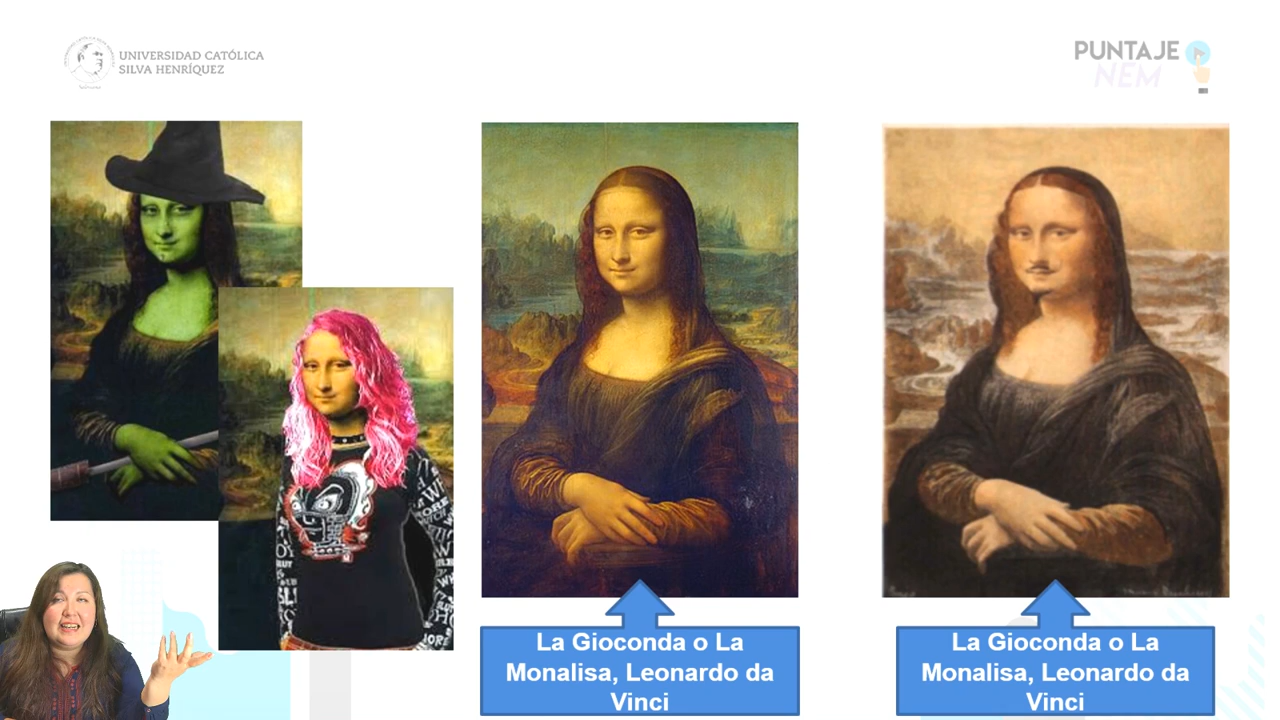 UNIVERSIDAD CATÓLICA
SILVA HENRÍQUEZ
PUNTAJE
NEM
La Gioconda o La
Monalisa, Leonardo da
Vinci
La Gioconda o La
Monalisa, Leonardo da
Vinci